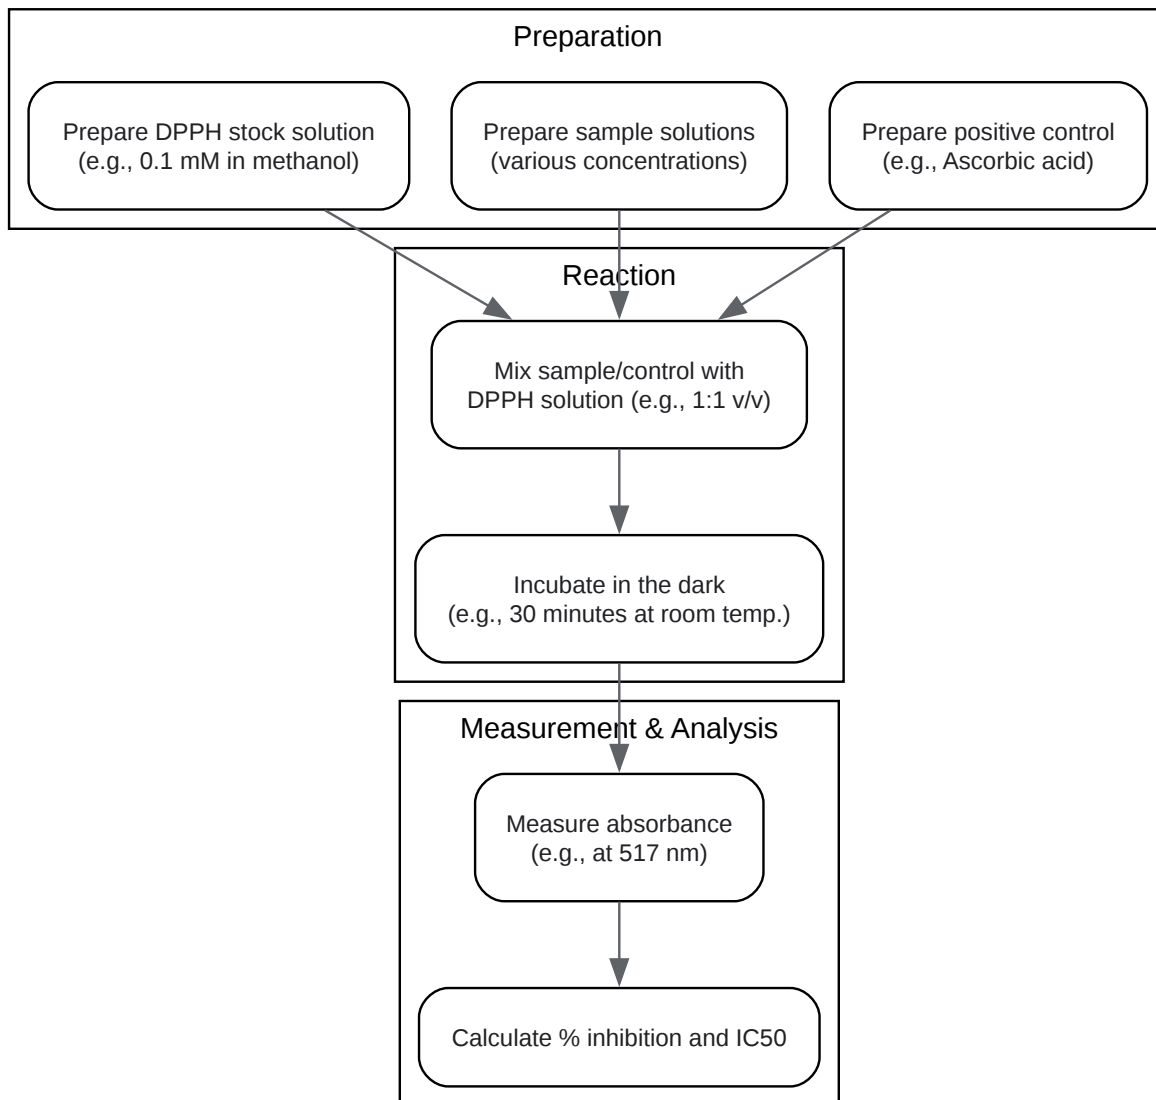 Preparation
Prepare DPPH stock solution
(e.g., 0.1 mM in methanol)
Prepare sample solutions
(various concentrations)
Prepare positive control
(e.g., Ascorbic acid)
Reaction
Mix sample/control with
DPPH solution (e.g., 1:1 v/v)
Incubate in the dark
(e.g., 30 minutes at room temp.)
Measurement & Analysis
Measure absorbance
(e.g., at 517 nm)
Calculate % inhibition and IC50